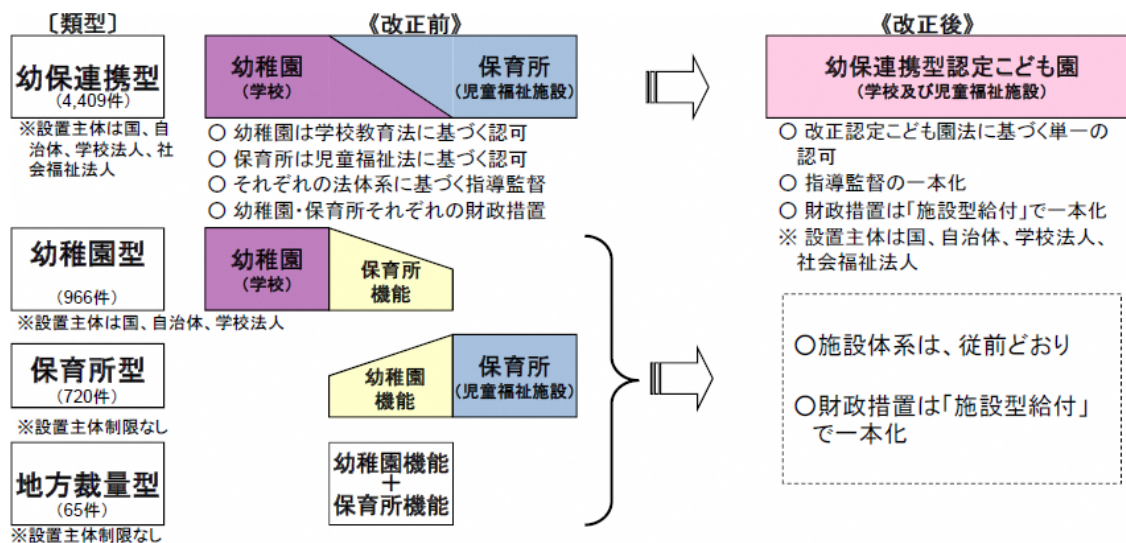 〔類型〕
《改正前》
《改正後》
幼保連携型
(4,409件)
※設置主体は国、自
治体、学校法人、社
会福祉法人
幼稚園
(学校)
保育所
(児童福祉施設)
○ 幼稚園は学校教育法に基づく認可
○ 保育所は児童福祉法に基づく認可
○ それぞれの法体系に基づく指導監督
○ 幼稚園・保育所それぞれの財政措置
幼保連携型認定こども園
(学校及び児童福祉施設)
○ 改正認定こども園法に基づく単一の
認可
○ 指導監督の一本化
○ 財政措置は「施設型給付」で一本化
※ 設置主体は国、自治体、学校法人、
社会福祉法人
幼稚園型
(966件)
※設置主体は国、自治体、学校法人
幼稚園
(学校)
保育所
機能
保育所型
(720件)
※設置主体制限なし
幼稚園
機能
保育所
(児童福祉施設)
地方裁量型
(65件)
※設置主体制限なし
幼稚園機能
+
保育所機能
○施設体系は、従前どおり
○財政措置は「施設型給付」
で一本化